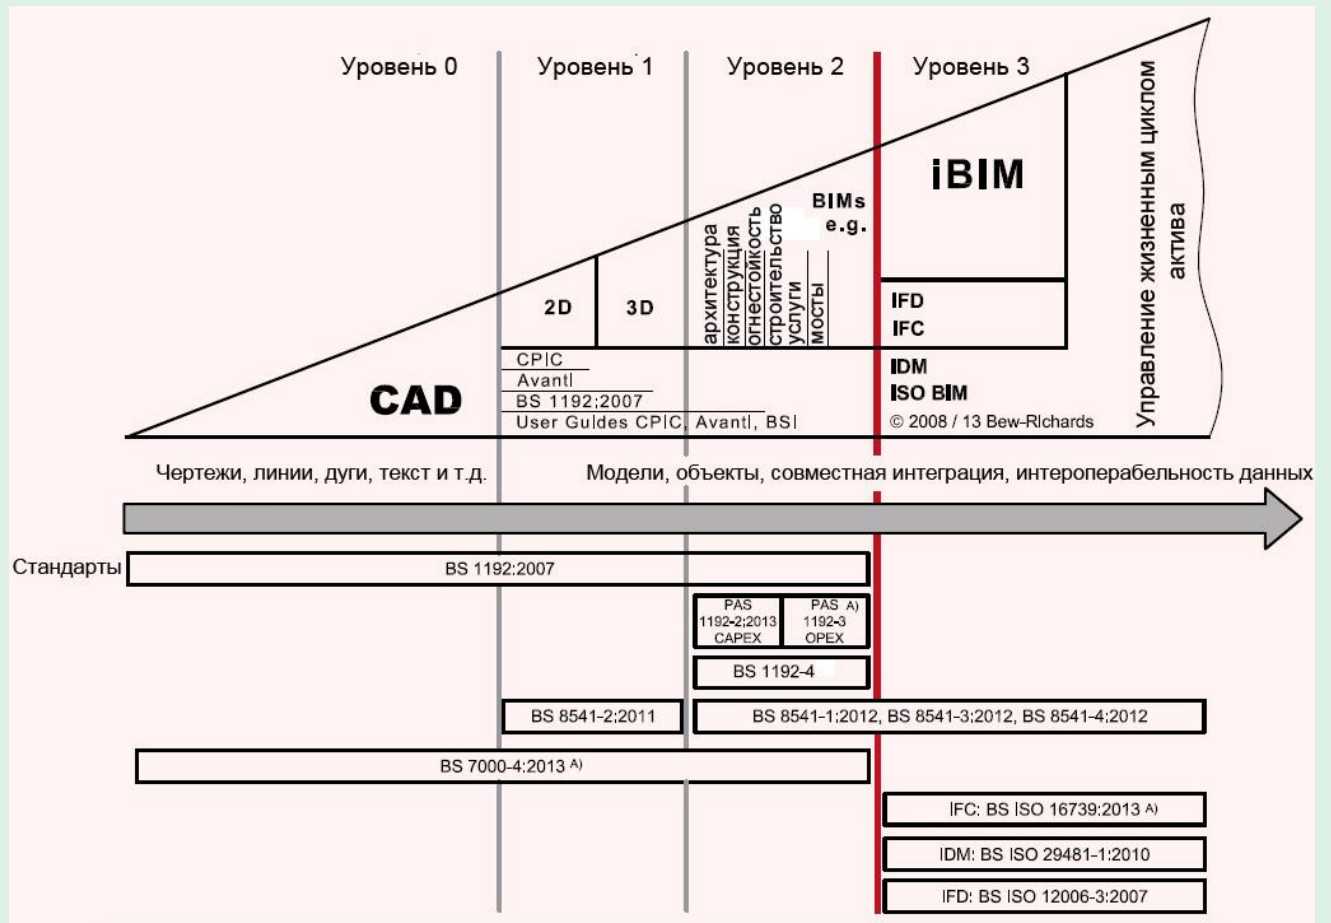 Уровень 0
Уровень 1
Уровень 2
Уровень 3
Управление жизненным циклом
актива
iBIM
BIMs
e.g.
архитектура
конструкция
огнестойкость
строительство
услуги
мосты
2D
3D
IFD
IFC
CAD
CPIC
Avanti
BS 1192:2007
User Guides CPIC, Avanti, BSI
IDM
ISO BIM
© 2008 / 13 Bew-Richards
Чертежи, линии, дуги, текст и т.д.
Модели, объекты, совместная интеграция, интероперабельность данных
Стандарты
BS 1192:2007
PAS
1192-2:2013
CAPEX
PAS A)
1192-3
OPEX
BS 1192-4
BS 8541-2:2011
BS 8541-1:2012, BS 8541-3:2012, BS 8541-4:2012
BS 7000-4:2013 A)
IFC: BS ISO 16739:2013 A)
IDM: BS ISO 29481-1:2010
IFD: BS ISO 12006-3:2007